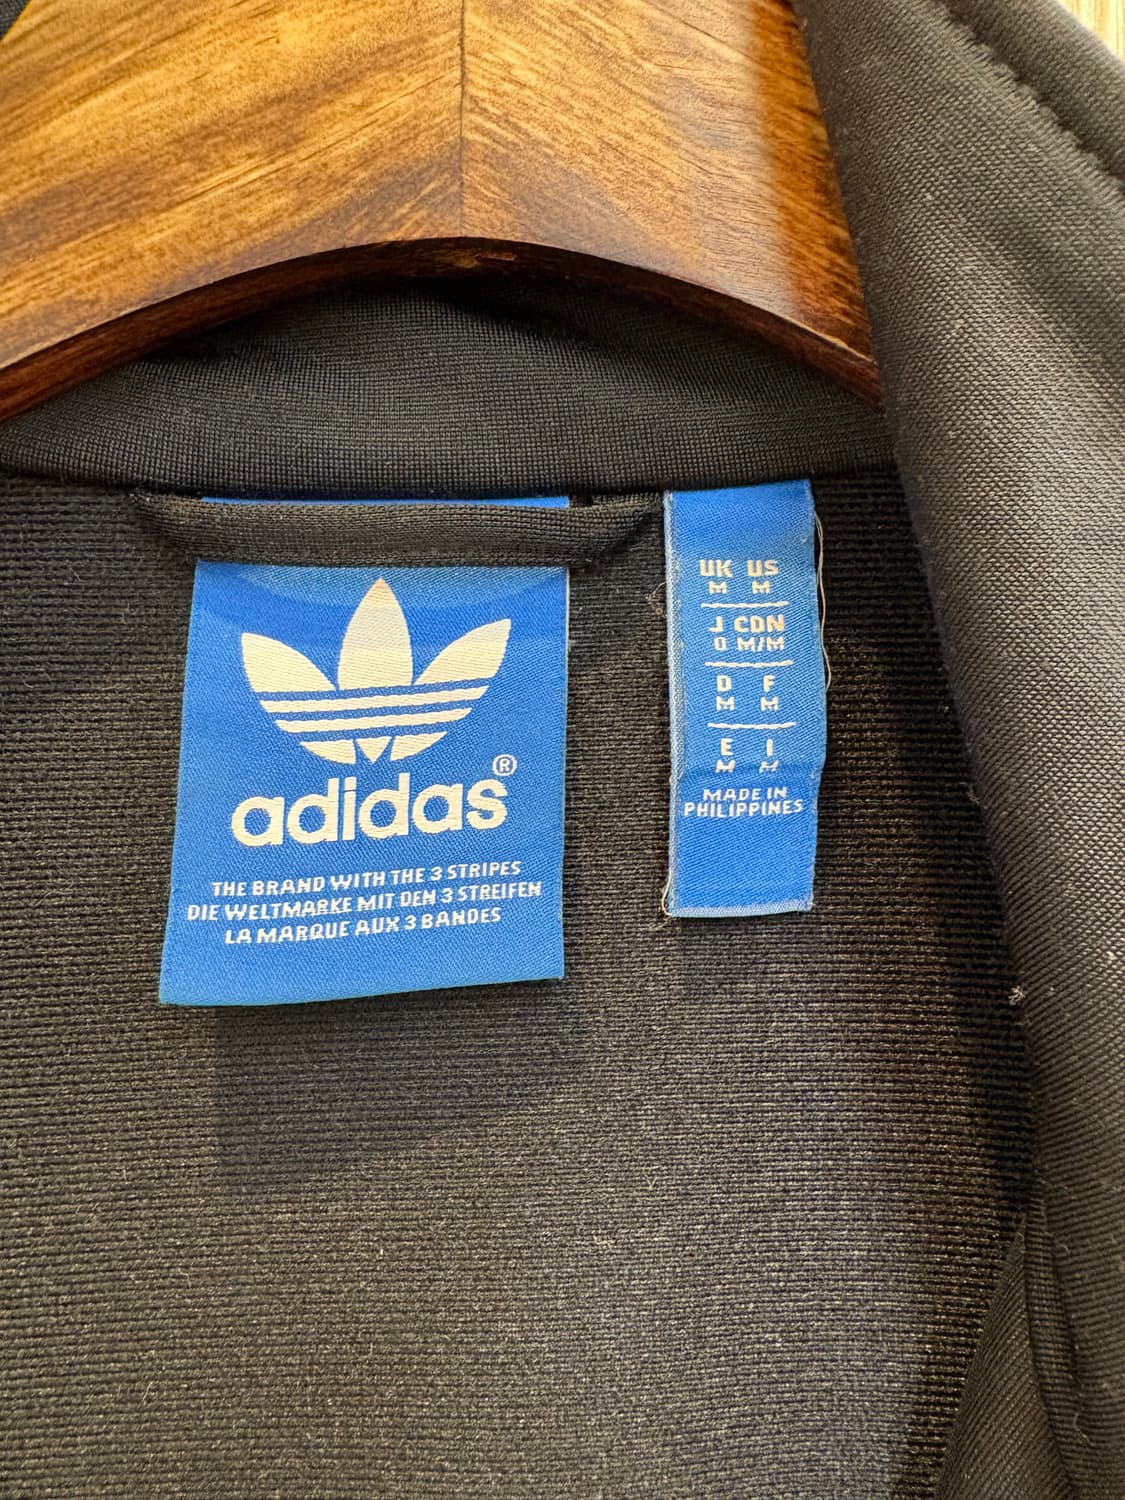 adidas®
THE BRAND WITH THE 3 STRIPES
DIE WELTMARKE MIT DEN 3 STREIFEN
LA MARQUE AUX 3 BANDES
UK US
M M
J CDN
O M/M
D F
M M
E I
M M
MADE IN
PHILIPPINES